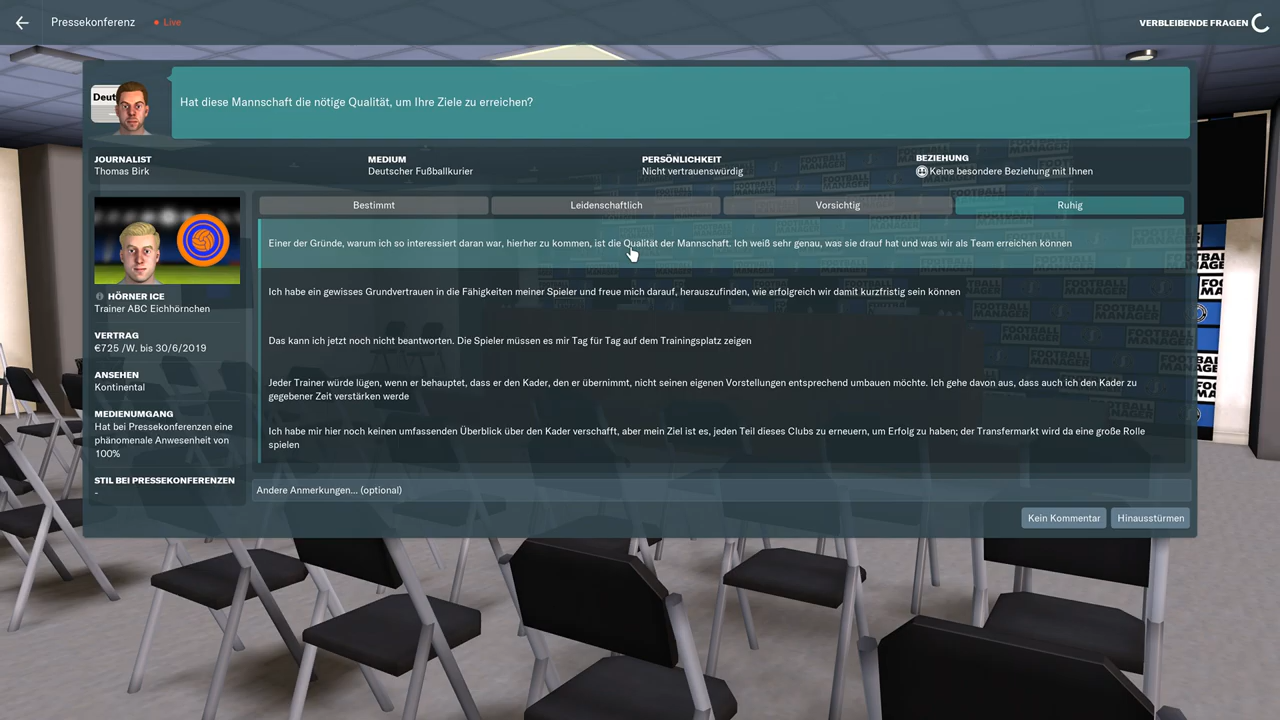 Pressekonferenz
Live
VERBLEIBENDE FRAGEN
Deut
Hat diese Mannschaft die nötige Qualität, um Ihre Ziele zu erreichen?
JOURNALIST
Thomas Birk
MEDIUM
Deutscher Fußballkurier
PERSÖNLICHKEIT
Nicht vertrauenswürdig
BEZIEHUNG
Keine besondere Beziehung mit Ihnen
Bestimmt
Leidenschaftlich
Vorsichtig
Ruhig
Einer der Gründe, warum ich so interessiert daran war, hierher zu kommen, ist die Qualität der Mannschaft. Ich weiß sehr genau, was sie drauf hat und was wir als Team erreichen können
Ich habe ein gewisses Grundvertrauen in die Fähigkeiten meiner Spieler und freue mich darauf, herauszufinden, wie erfolgreich wir damit kurzfristig sein können
Das kann ich jetzt noch nicht beantworten. Die Spieler müssen es mir Tag für Tag auf dem Trainingsplatz zeigen
Jeder Trainer würde lügen, wenn er behauptet, dass er den Kader, den er übernimmt, nicht seinen eigenen Vorstellungen entsprechend umbauen möchte. Ich gehe davon aus, dass auch ich den Kader zu
gegebener Zeit verstärken werde
Ich habe mir hier noch keinen umfassenden Überblick über den Kader verschafft, aber mein Ziel ist es, jeden Teil dieses Clubs zu erneuern, um Erfolg zu haben; der Transfermarkt wird da eine große Rolle
spielen
HÖRNER ICE
Trainer ABC Eichhörnchen
VERTRAG
€725 /W. bis 30/6/2019
ANSEHEN
Kontinental
MEDIENUMGANG
Hat bei Pressekonferenzen eine
phänomenale Anwesenheit von
100%
STIL BEI PRESSEKONFERENZEN
-
Andere Anmerkungen... (optional)
Kein Kommentar
Hinausstürmen
FOOTBALL
MANAGER